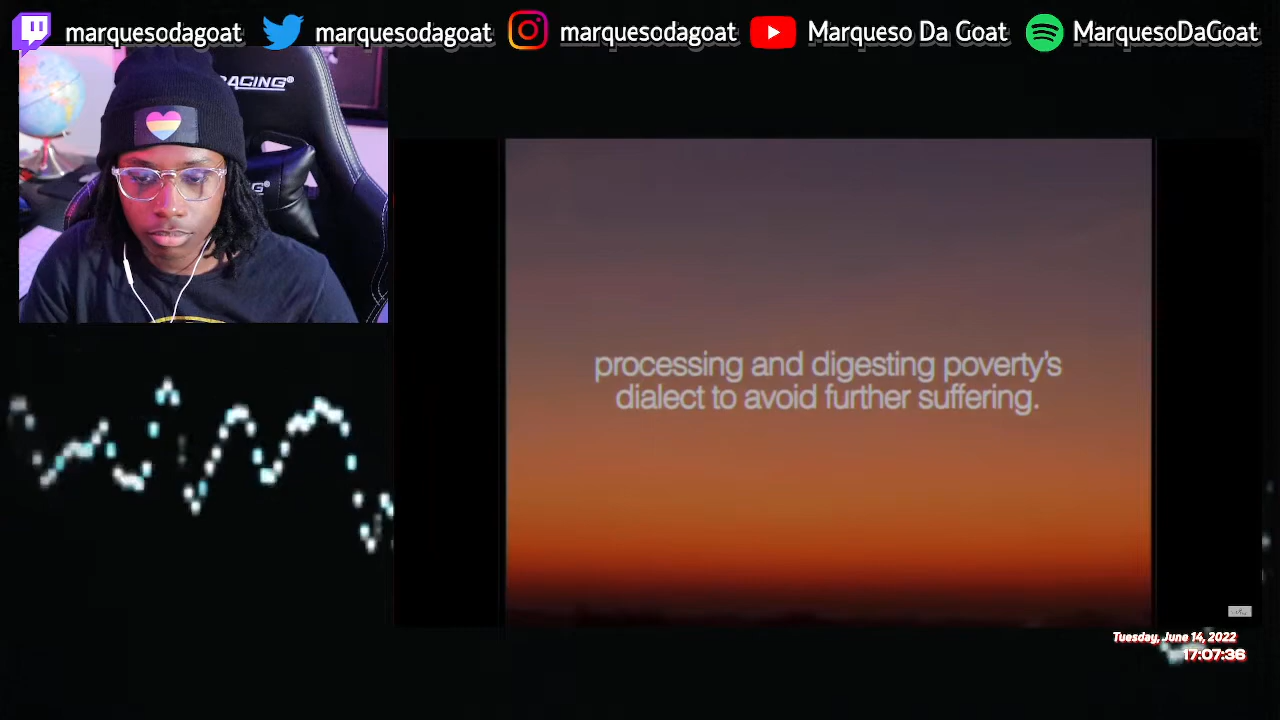 marquesodagoat marquesodagoat marquesodagoat Marqueso Da Goat MarquesoDaGoat
RACING®
processing and digesting poverty's
dialect to avoid further suffering.
Tuesday, June 14, 2022
17:07:36